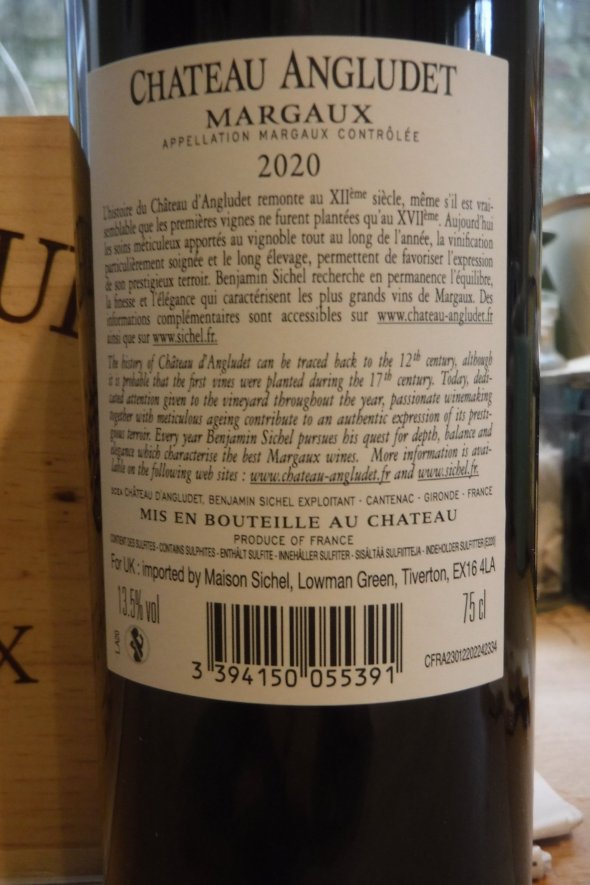 CHATEAU ANGLUDET
MARGAUX
APPELLATION MARGAUX CONTRÔLÉE
2020
L'histoire du Château d'Angludet remonte au XIIème siècle, même s'il est vrai-
semblable que les premières vignes ne furent plantées qu'au XVIIème. Aujourd'hui
les soins méticuleux apportés au vignoble tout au long de l'année, la vinification
particulièrement soignée et le long élevage, permettent de favoriser l'expression
de son prestigieux terroir. Benjamin Sichel recherche en permanence l'équilibre,
la finesse et l'élégance qui caractérisent les plus grands vins de Margaux. Des
informations complémentaires sont accessibles sur www.chateau-angludet.fr
ainsi que sur www.sichel.fr.
The history of Château d'Angludet can be traced back to the 12th century, although
it is probable that the first vines were planted during the 17th century. Today, dedi-
cated attention given to the vineyard throughout the year, passionate winemaking
together with meticulous ageing contribute to an authentic expression of its presti-
gious terroir. Every year Benjamin Sichel pursues his quest for depth, balance and
elegance which characterise the best Margaux wines. More information is avai-
lable on the following web sites : www.chateau-angludet.fr and www.sichel.fr.
SCEA CHÂTEAU D'ANGLUDET, BENJAMIN SICHEL EXPLOITANT - CANTENAC - GIRONDE - FRANCE
MIS EN BOUTEILLE AU CHATEAU
PRODUCE OF FRANCE
CONTIENT DES SULFITES - CONTAINS SULPHITES - ENTHÄLT SULFITE - INNEHÅLLER SULFITER - SISÄLTÄÄ SULFIITTEJA - INDEHOLDER SULFITTER (E220)
For UK : imported by Maison Sichel, Lowman Green, Tiverton, EX16 4LA
13.5% vol
75 cl
LA20
CFRA23012202242334
3 394150 055391
X